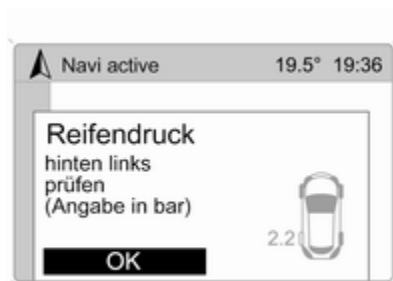 Navi active 19.5° 19:36
Reifendruck
hinten links
prüfen
(Angabe in bar)
2.2
OK